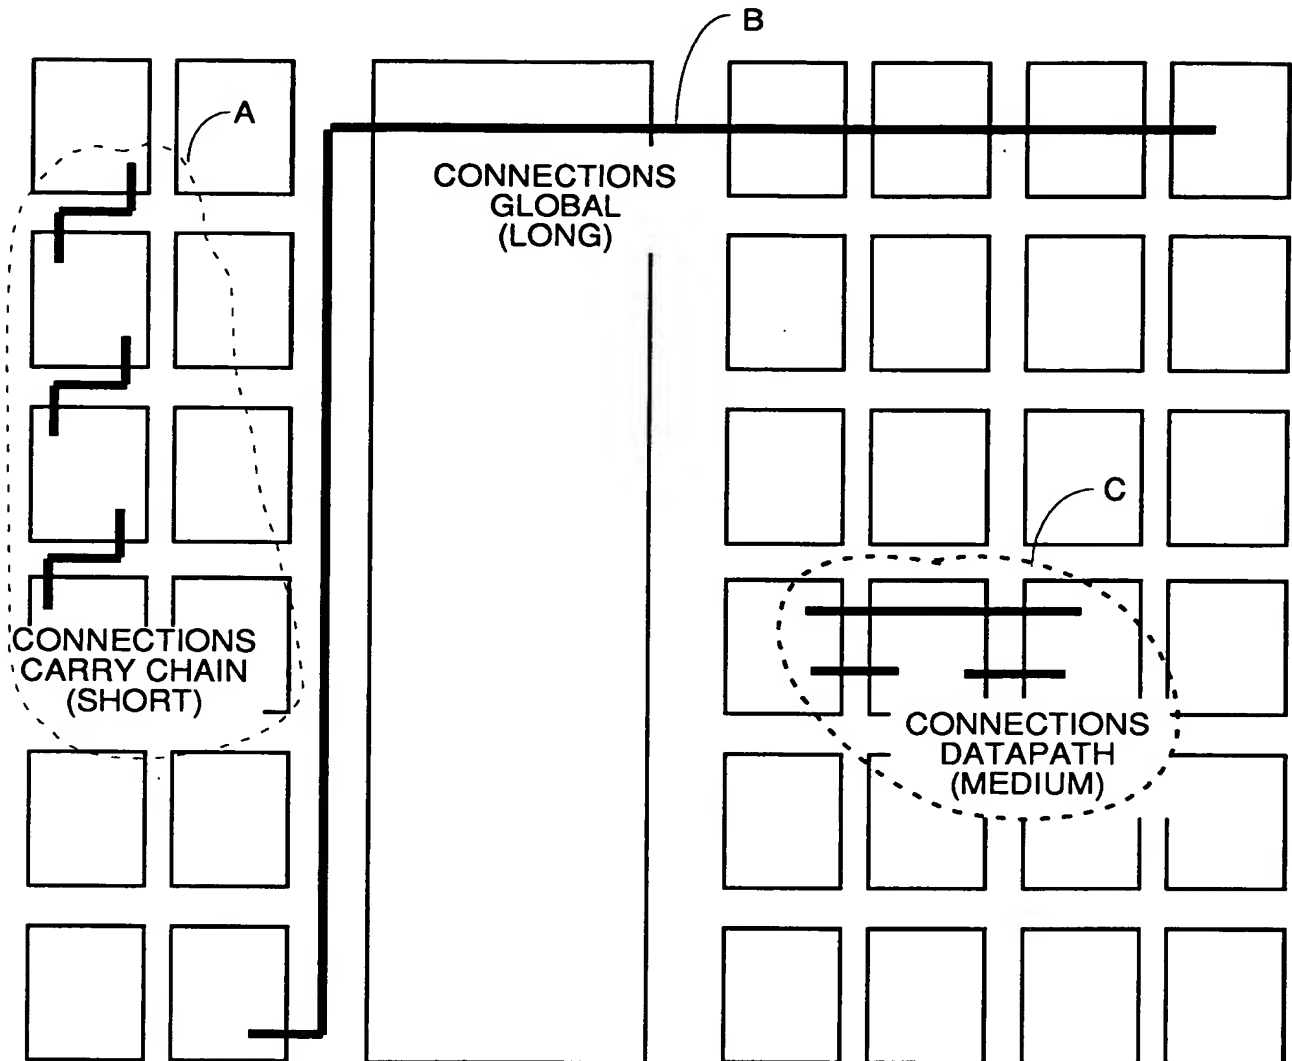 B
A
CONNECTIONS
GLOBAL
(LONG)
C
CONNECTIONS
CARRY CHAIN
(SHORT)
CONNECTIONS
DATAPATH
(MEDIUM)